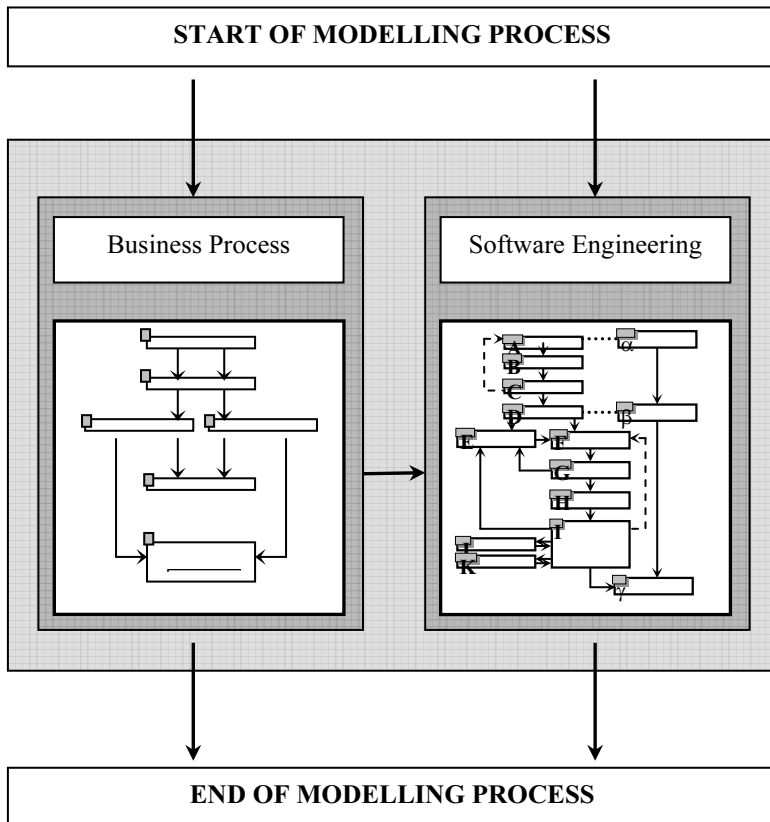 START OF MODELLING PROCESS
Business Process
Software Engineering
A
α
B
C
D
β
E
F
G
H
I
K
γ
END OF MODELLING PROCESS